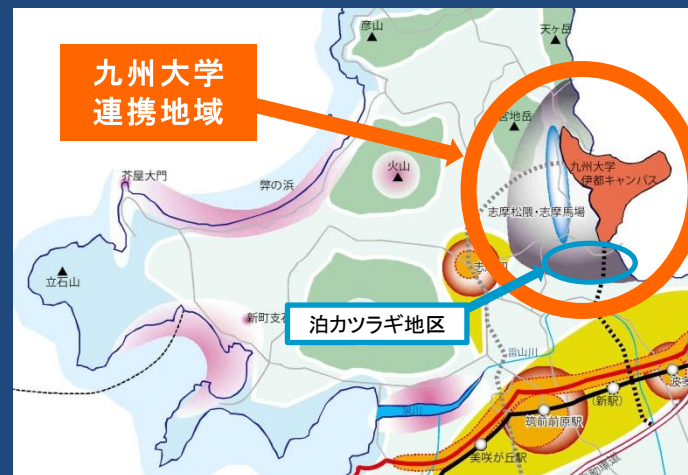 彦山
天ヶ岳
九州大学
連携地域
宮地岳
九州大学
伊都キャンパス
芥屋大門
弊の浜
火山
志摩松隈・志摩馬場
立石山
新町支石
泊カツラギ地区
雷山川
(新駅)
波多
筑前前原駅
美咲が丘駅